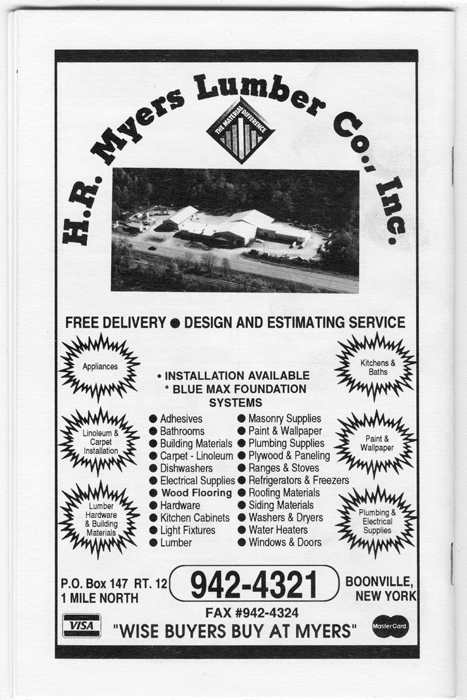 H.R. Myers Lumber Co., Inc.
THE MATERIAL DIFFERENCE
FREE DELIVERY ● DESIGN AND ESTIMATING SERVICE
Appliances
Kitchens &
Baths
• INSTALLATION AVAILABLE
* BLUE MAX FOUNDATION
SYSTEMS
Linoleum &
Carpet
Installation
Paint &
Wallpaper
Lumber
Hardware
& Building
Materials
Plumbing &
Electrical
Supplies
● Adhesives
● Bathrooms
● Building Materials
● Carpet - Linoleum
● Dishwashers
● Electrical Supplies
● Wood Flooring
● Hardware
● Kitchen Cabinets
● Light Fixtures
● Lumber
● Masonry Supplies
● Paint & Wallpaper
● Plumbing Supplies
● Plywood & Paneling
● Ranges & Stoves
● Refrigerators & Freezers
● Roofing Materials
● Siding Materials
● Washers & Dryers
● Water Heaters
● Windows & Doors
P.O. Box 147 RT. 12
1 MILE NORTH
942-4321
BOONVILLE,
NEW YORK
FAX #942-4324
VISA
"WISE BUYERS BUY AT MYERS"
MasterCard